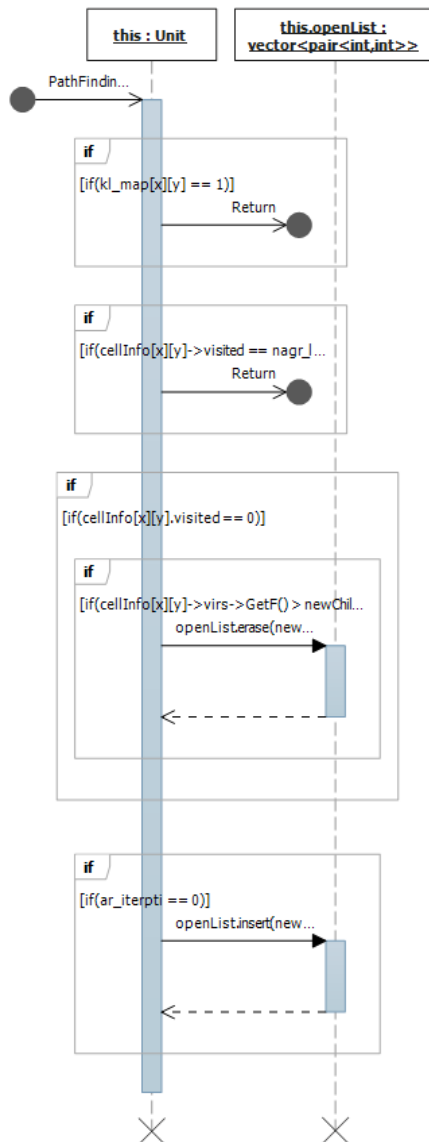 this : Unit
this.openList :
vector<pair<int,int>>
PathFindin...
if
[if(kl_map[x][y] == 1)]
Return
if
[if(cellInfo[x][y]->visited == nagr_l...
Return
if
[if(cellInfo[x][y].visited == 0)]
if
[if(cellInfo[x][y]->virs->GetF() > newChil...
openList.erase(new...
if
[if(ar_iterpti == 0)]
openList.insert(new...